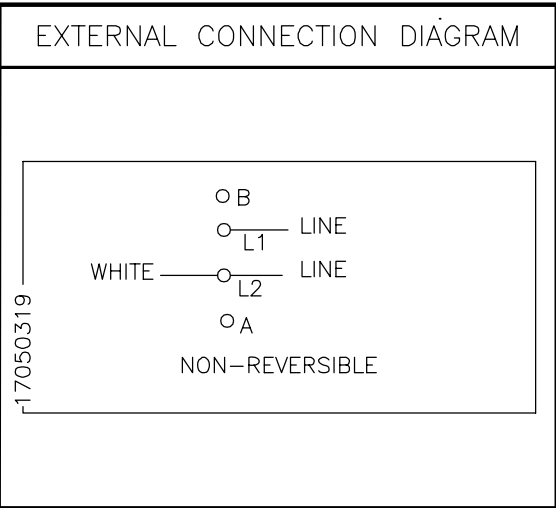 EXTERNAL CONNECTION DIAGRAM
B
LINE
L1
WHITE
LINE
L2
A
NON-REVERSIBLE
17050319